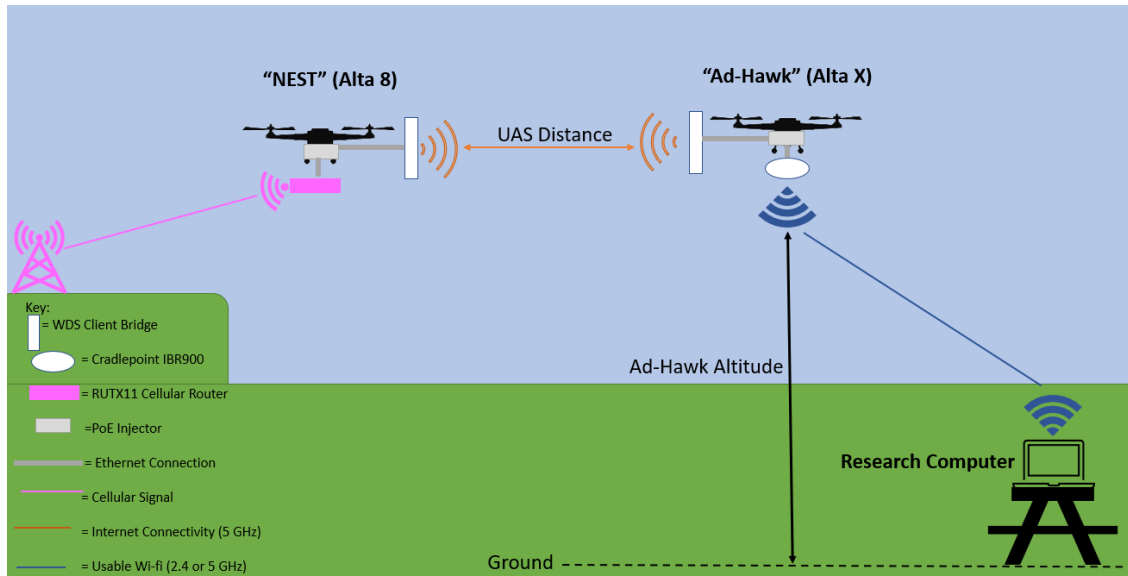 “NEST” (Alta 8)
“Ad-Hawk” (Alta X)
UAS Distance
Key:
= WDS Client Bridge
= Cradlepoint IBR900
= RUTX11 Cellular Router
=PoE Injector
= Ethernet Connection
= Cellular Signal
= Internet Connectivity (5 GHz)
= Usable Wi-fi (2.4 or 5 GHz)
Ad-Hawk Altitude
Research Computer
Ground